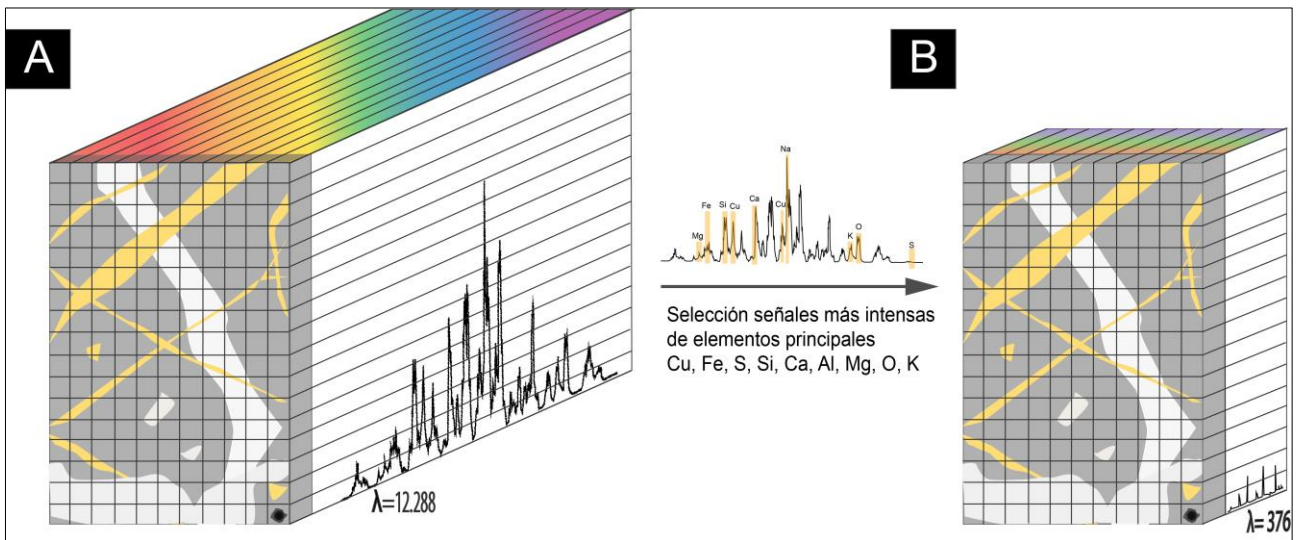 A
B
Na
Fe
Si
Cu
Ca
Cu
Mg
K
O
S
Selección señales más intensas
de elementos principales
Cu, Fe, S, Si, Ca, Al, Mg, O, K
λ=12.288
λ= 376